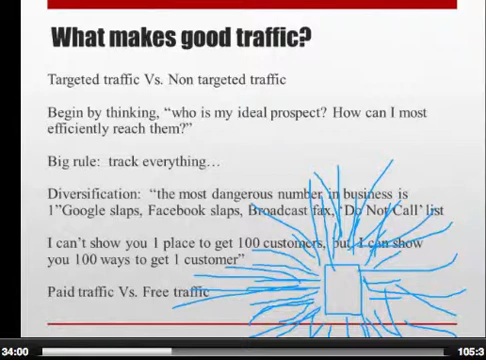 What makes good traffic?
Targeted traffic Vs. Non targeted traffic
Begin by thinking, “who is my ideal prospect? How can I most
efficiently reach them?”
Big rule: track everything…
Diversification: “the most dangerous number in business is
1”Google slaps, Facebook slaps, Broadcast fax, ‘Do Not Call’ list
I can’t show you 1 place to get 100 customers, but I can show
you 100 ways to get 1 customer”
Paid traffic Vs. Free traffic
34:00
105:3